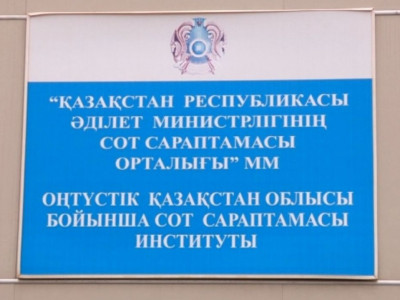 “ҚАЗАҚСТАН РЕСПУБЛИКАСЫ
ӘДІЛЕТ МИНИСТРЛІГІНІҢ
СОТ САРАПТАМАСЫ
ОРТАЛЫҒЫ” ММ
ОҢТҮСТІК ҚАЗАҚСТАН ОБЛЫСЫ
БОЙЫНША СОТ САРАПТАМАСЫ
ИНСТИТУТЫ